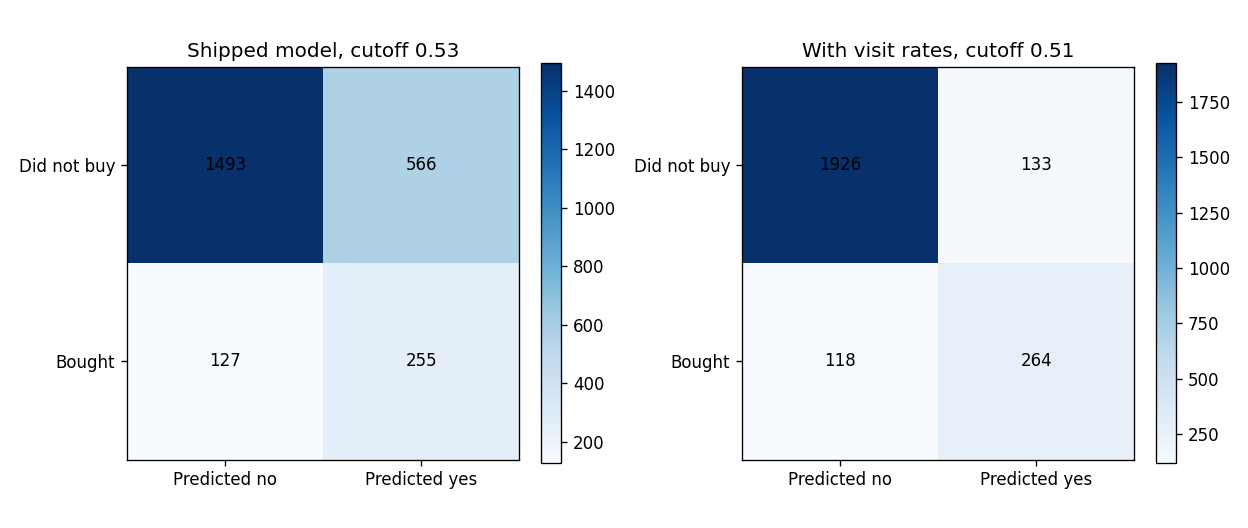 Shipped model, cutoff 0.53
Did not buy
1493
566
Bought
127
255
Predicted no
Predicted yes
1400
1200
1000
800
600
400
200
With visit rates, cutoff 0.51
Did not buy
1926
133
Bought
118
264
Predicted no
Predicted yes
1750
1500
1250
1000
750
500
250